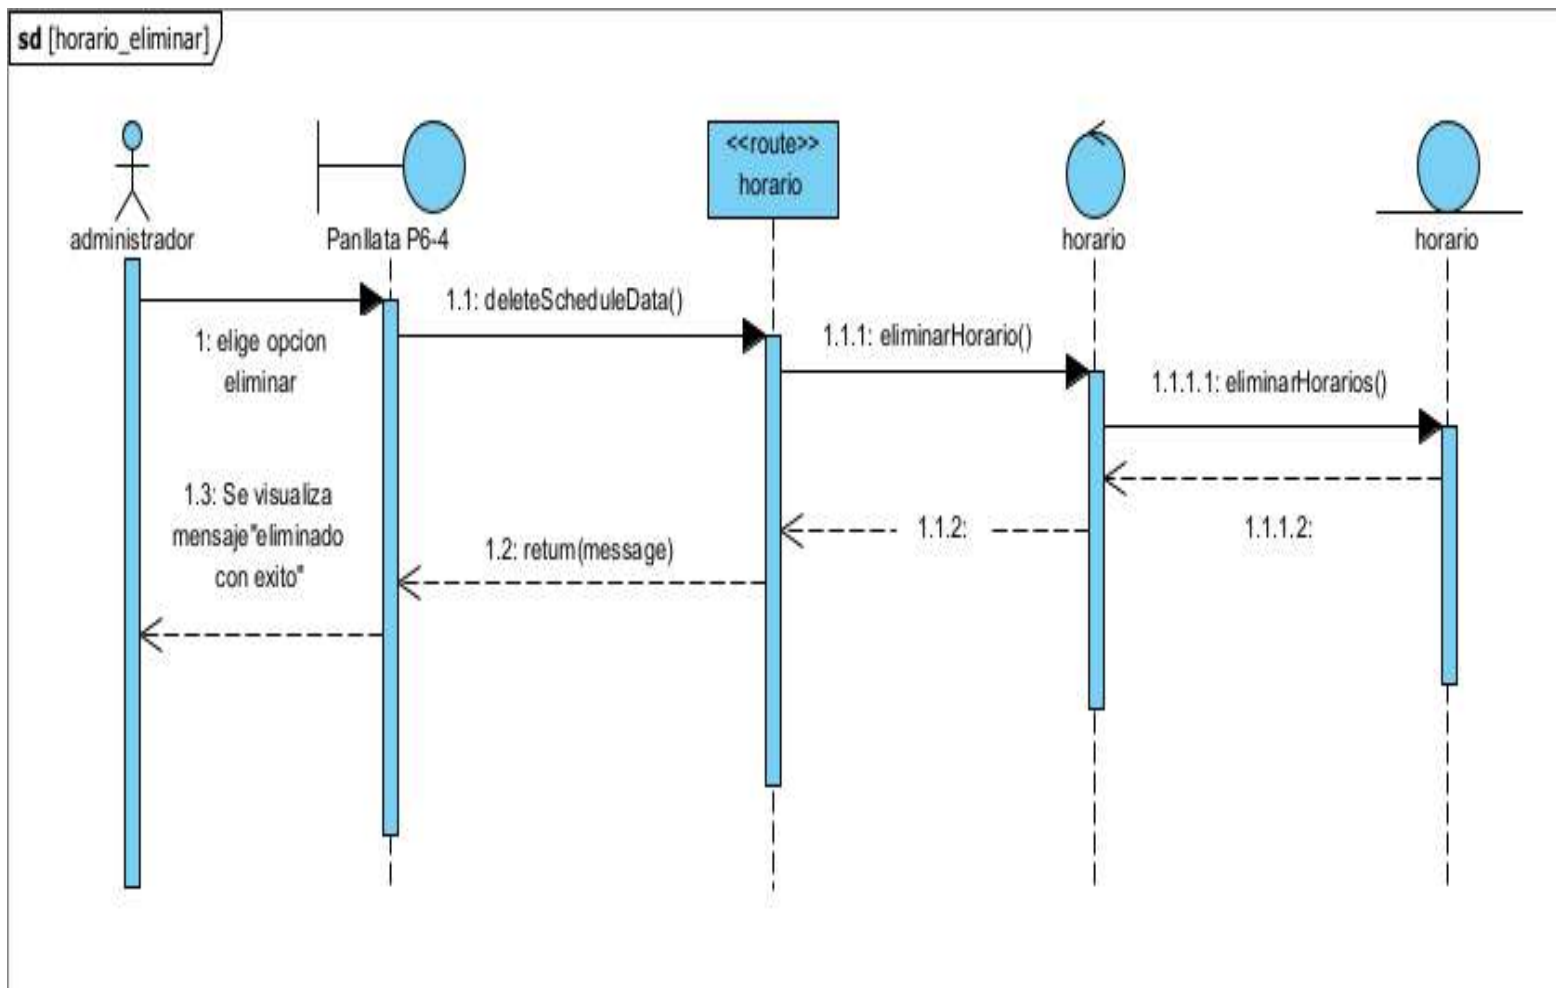 sd [horario_eliminar]
<<route>>
horario
administrador
Panllata P6-4
horario
horario
1.1: deleteScheduleData()
1: elige opcion
eliminar
1.1.1: eliminarHorario()
1.1.1.1: eliminarHorarios()
1.3: Se visualiza
mensaje"eliminado
con exito"
1.2: return(message)
1.1.2:
1.1.1.2: